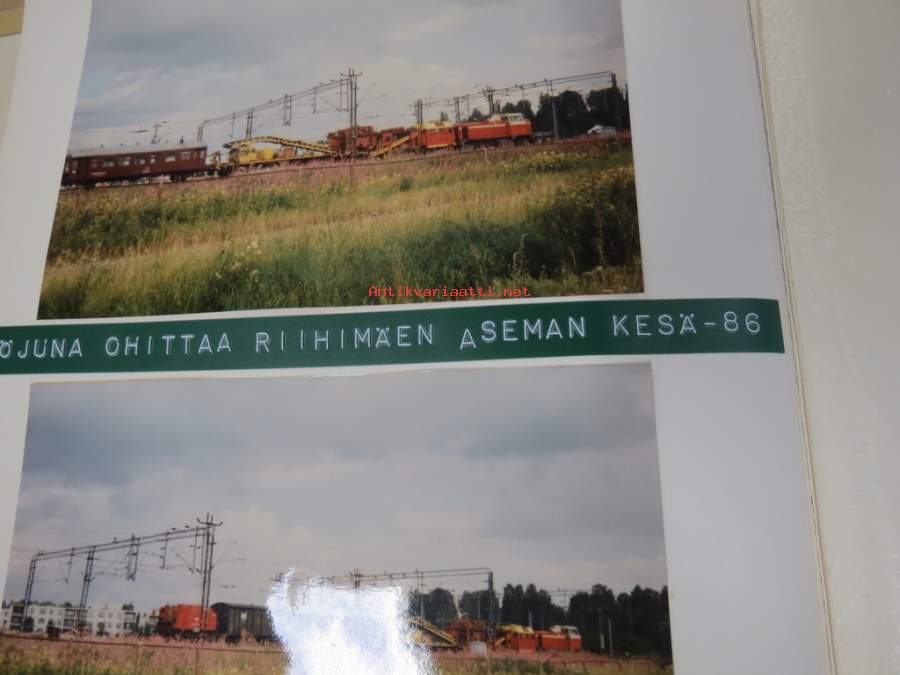 Antikvariaatti.net
ÖJUNA OHITTAA RIIHIMÄEN ASEMAN KESÄ-86